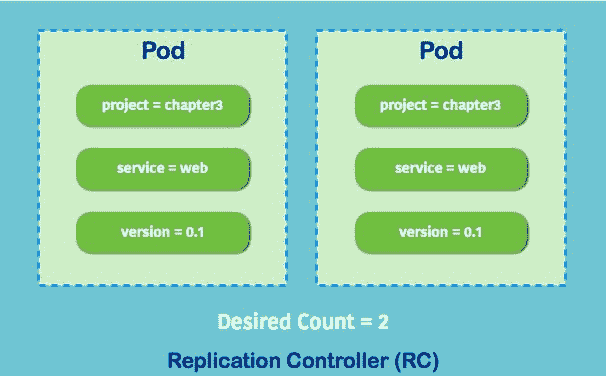 Pod
project = chapter3
service = web
version = 0.1
Pod
project = chapter3
service = web
version = 0.1
Desired Count = 2
Replication Controller (RC)